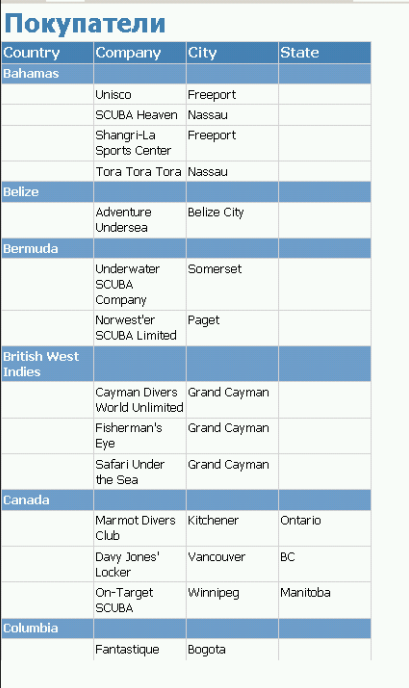 Покупатели
Country Company City State
Bahamas
Unisco Freeport
SCUBA Heaven Nassau
Shangri-La Freeport
Sports Center
Tora Tora Tora Nassau
Belize
Adventure Belize City
Undersea
Bermuda
Underwater Somerset
SCUBA
Company
Norwest'er Paget
SCUBA Limited
British West
Indies
Cayman Divers Grand Cayman
World Unlimited
Fisherman's Grand Cayman
Eye
Safari Under Grand Cayman
the Sea
Canada
Marmot Divers Kitchener Ontario
Club
Davy Jones' Vancouver BC
Locker
On-Target Winnipeg Manitoba
SCUBA
Columbia
Fantastique Bogota